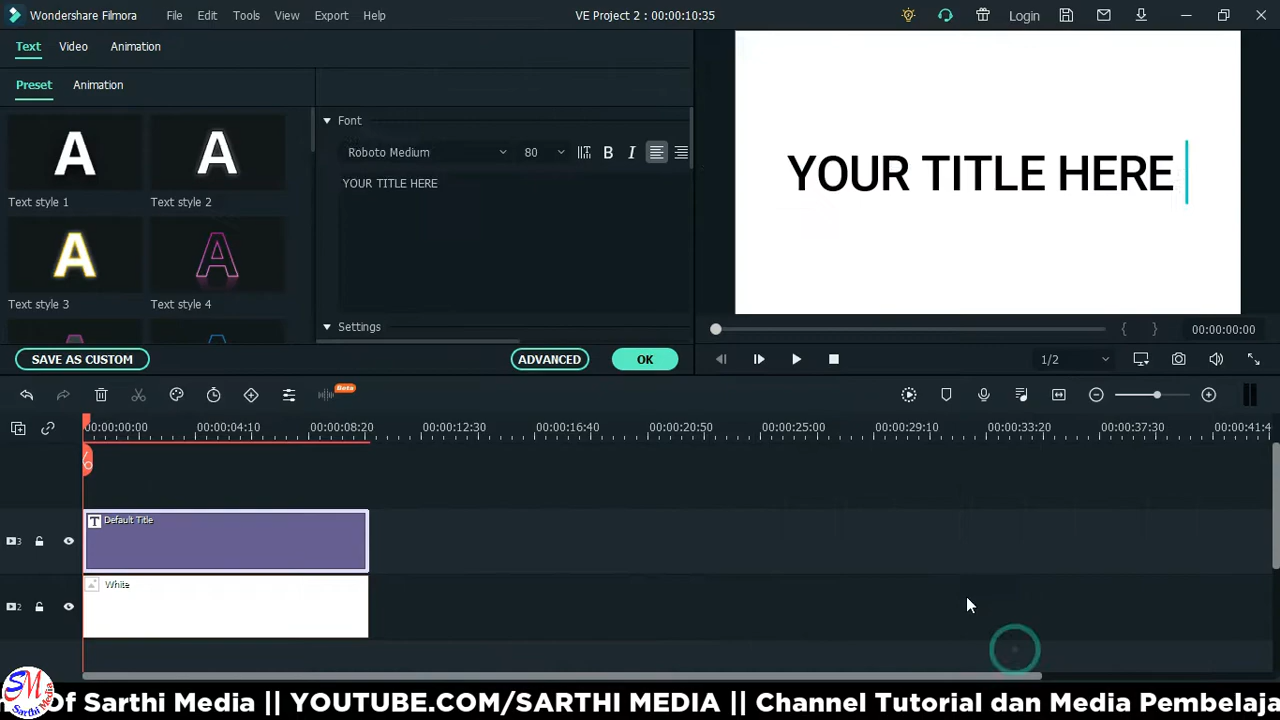 Wondershare Filmora File Edit Tools View Export Help VE Project 2 : 00:00:10:35 Login
Text Video Animation
Preset Animation
Font
Roboto Medium 80 B I
YOUR TITLE HERE
YOUR TITLE HERE
A A
Text style 1 Text style 2
A A
Text style 3 Text style 4
Settings
{ } 00:00:00:00
SAVE AS CUSTOM ADVANCED OK 1/2
Beta
00:00:00:00 00:00:04:10 00:00:08:20 00:00:12:30 00:00:16:40 00:00:20:50 00:00:25:00 00:00:29:10 00:00:33:20 00:00:37:30 00:00:41:4
3 T Default Title
2 White
SM Sarthi Media
Of Sarthi Media || YOUTUBE.COM/SARTHI MEDIA || Channel Tutorial dan Media Pembelaja